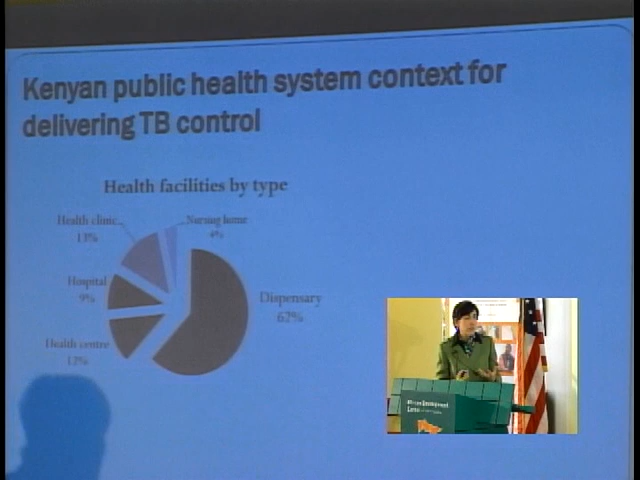 Kenyan public health system context for
delivering TB control
Health facilities by type
Health clinic
13%
Nursing home
4%
Hospital
9%
Dispensary
62%
Health centre
12%